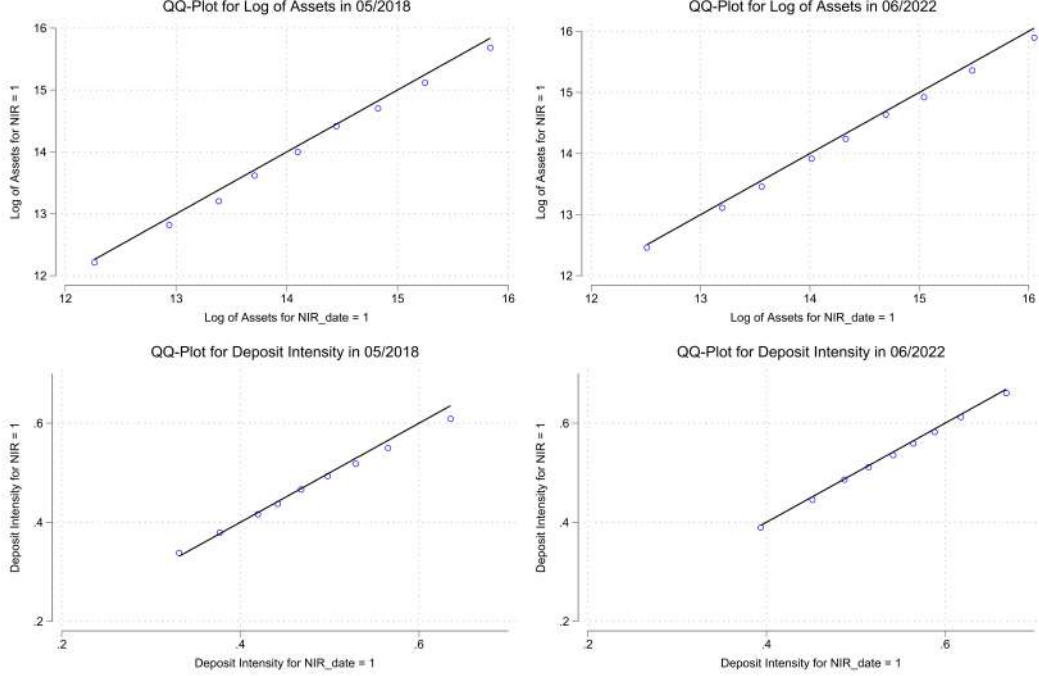 QQ-Plot for Log of Assets in 05/2018
16
15
14
13
12
Log of Assets for NIR = 1
12 13 14 15 16
Log of Assets for NIR_date = 1
QQ-Plot for Log of Assets in 06/2022
16
15
14
13
12
Log of Assets for NIR = 1
12 13 14 15 16
Log of Assets for NIR_date = 1
QQ-Plot for Deposit Intensity in 05/2018
.6
.4
.2
Deposit Intensity for NIR = 1
.2 .4 .6
Deposit Intensity for NIR_date = 1
QQ-Plot for Deposit Intensity in 06/2022
.6
.4
.2
Deposit Intensity for NIR = 1
.2 .4 .6
Deposit Intensity for NIR_date = 1